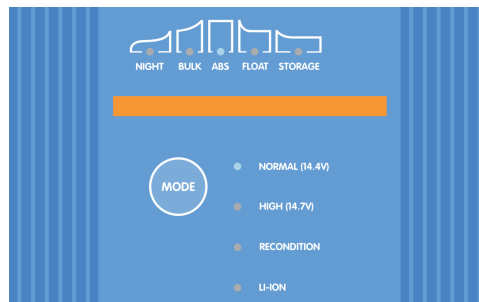 NIGHT BULK ABS FLOAT STORAGE
MODE
NORMAL (14.4V)
HIGH (14.7V)
RECONDITION
LI-ION